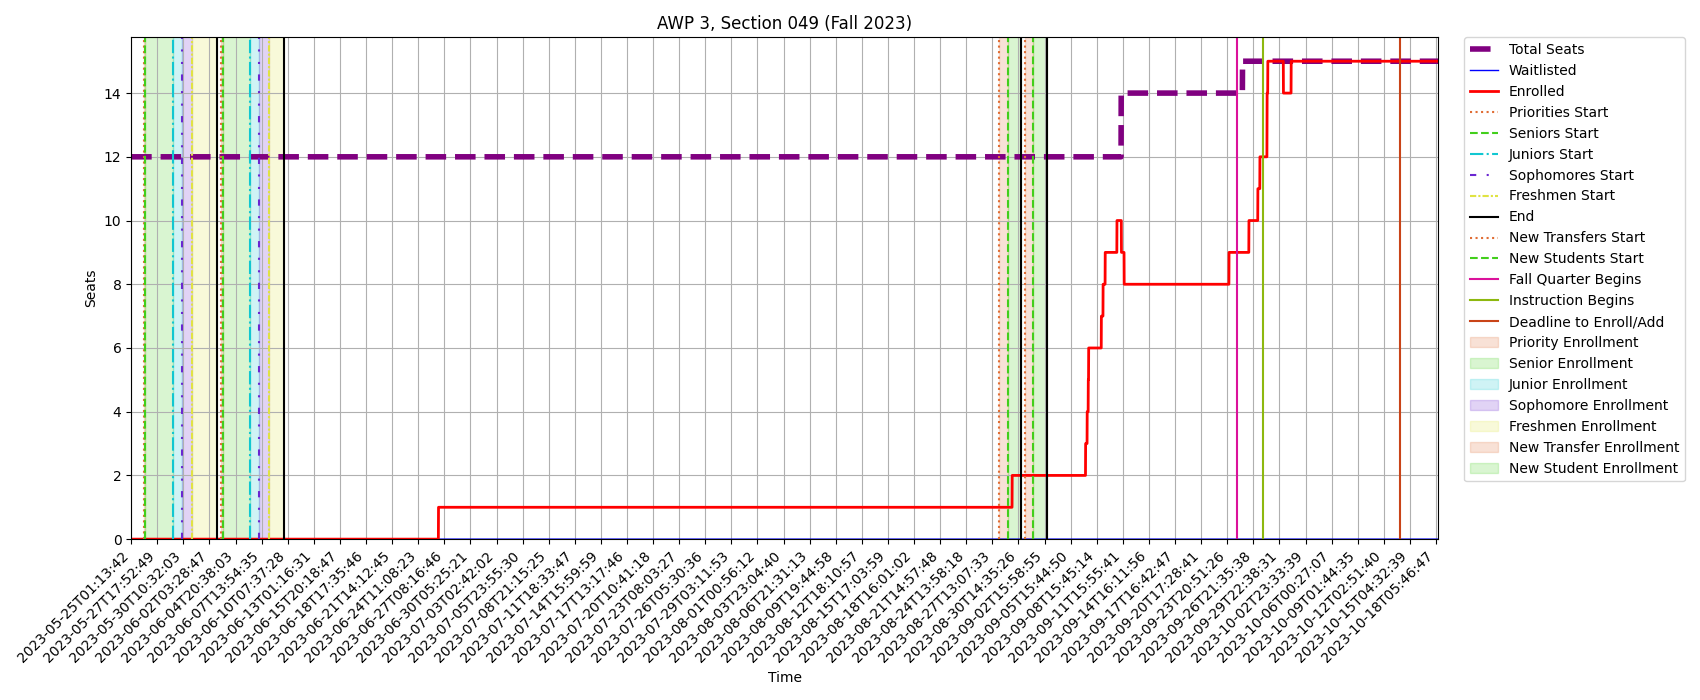 AWP 3, Section 049 (Fall 2023)
Seats
14
12
10
8
6
4
2
0
2023-05-25T01:13:42
2023-05-27T17:52:49
2023-05-30T10:32:03
2023-06-02T03:28:47
2023-06-04T20:38:03
2023-06-07T13:54:35
2023-06-10T07:37:28
2023-06-13T01:16:31
2023-06-15T20:18:47
2023-06-18T17:35:46
2023-06-21T14:12:45
2023-06-24T11:08:23
2023-06-27T08:16:46
2023-06-30T05:25:21
2023-07-03T02:42:02
2023-07-05T23:55:30
2023-07-08T21:15:25
2023-07-11T18:33:47
2023-07-14T15:59:59
2023-07-17T13:17:46
2023-07-20T10:41:18
2023-07-23T08:03:27
2023-07-26T05:30:36
2023-07-29T03:11:53
2023-08-01T00:56:12
2023-08-03T23:04:40
2023-08-06T21:31:13
2023-08-09T19:44:58
2023-08-12T18:10:57
2023-08-15T17:03:59
2023-08-18T16:01:02
2023-08-21T14:57:48
2023-08-24T13:58:18
2023-08-27T13:07:33
2023-08-30T14:35:26
2023-09-02T15:58:55
2023-09-05T15:44:50
2023-09-08T15:45:14
2023-09-11T15:55:41
2023-09-14T16:11:56
2023-09-17T16:42:47
2023-09-20T17:28:41
2023-09-23T20:51:26
2023-09-26T21:35:38
2023-09-29T22:38:31
2023-10-02T23:33:39
2023-10-06T00:27:07
2023-10-09T01:44:35
2023-10-12T02:51:40
2023-10-15T04:32:39
2023-10-18T05:46:47
Time
Total Seats
Waitlisted
Enrolled
Priorities Start
Seniors Start
Juniors Start
Sophomores Start
Freshmen Start
End
New Transfers Start
New Students Start
Fall Quarter Begins
Instruction Begins
Deadline to Enroll/Add
Priority Enrollment
Senior Enrollment
Junior Enrollment
Sophomore Enrollment
Freshmen Enrollment
New Transfer Enrollment
New Student Enrollment